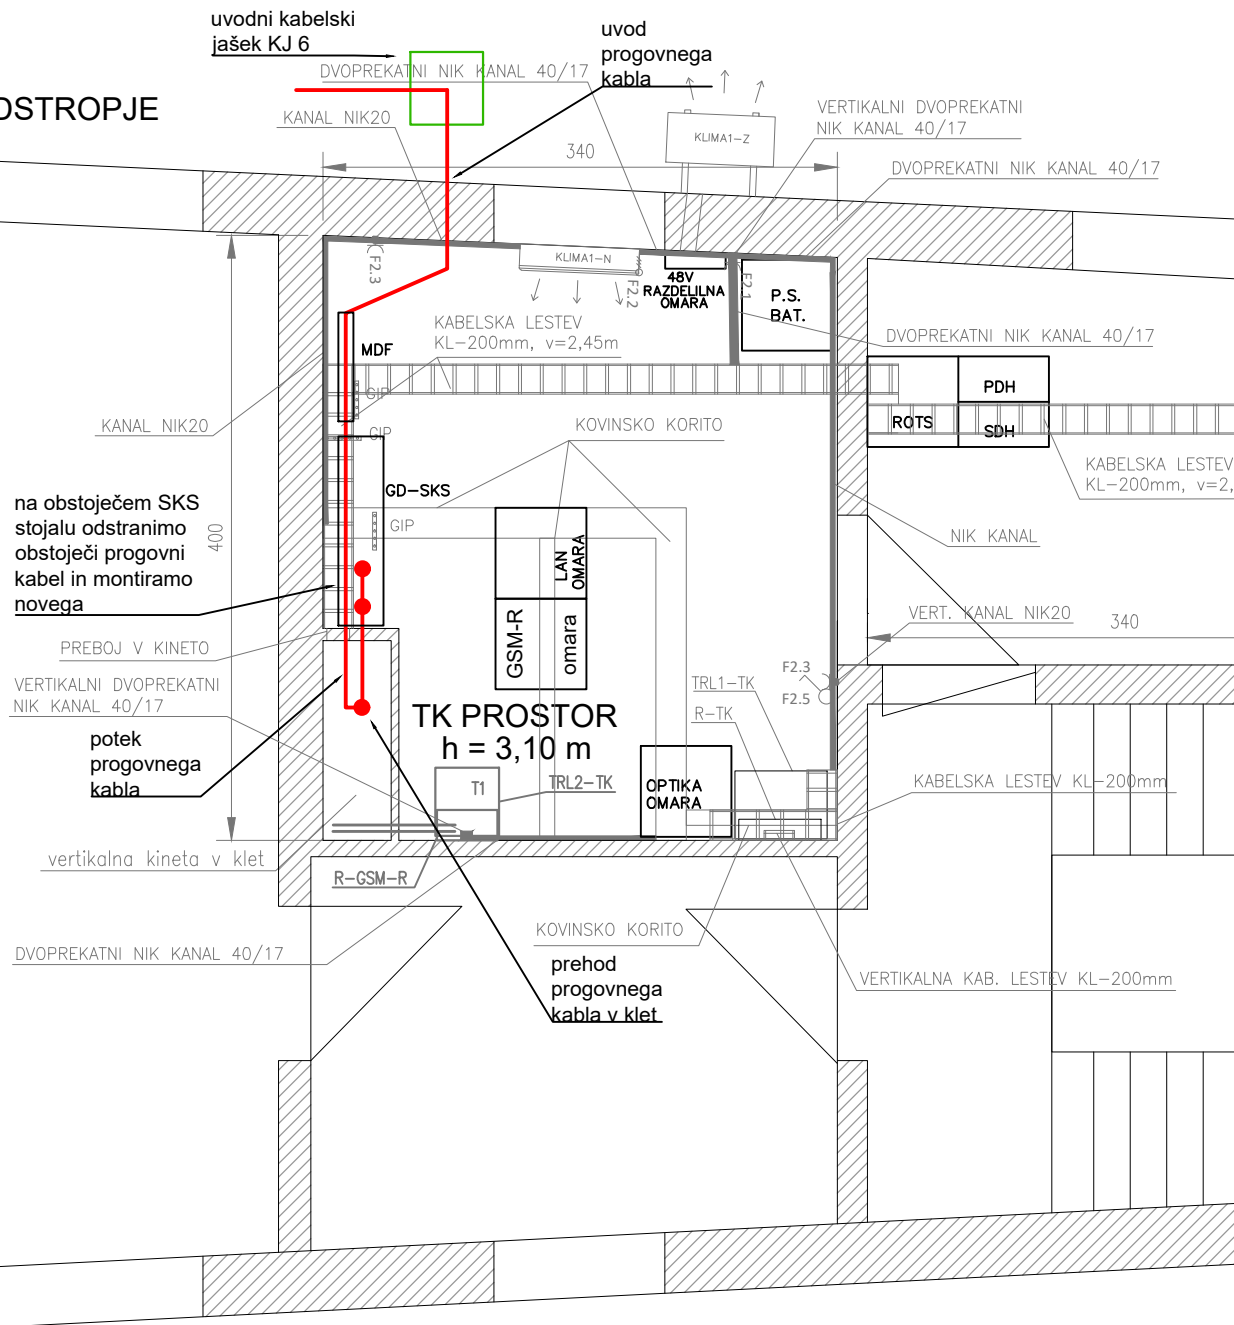 uvodni kabelski
jašek KJ 6
uvod
progovnega
kabla
DVOPREKATNI NIK KANAL 40/17
OSTROPJE
KANAL NIK20
VERTIKALNI DVOPREKATNI
NIK KANAL 40/17
KLIMA1-Z
340
DVOPREKATNI NIK KANAL 40/17
F2.3
KLIMA1-N
F2.2
48V
RAZDELILNA
OMARA
F2.1
P.S.
BAT.
KABELSKA LESTEV
KL-200mm, v=2,45m
DVOPREKATNI NIK KANAL 40/17
MDF
GIP
PDH
ROTS
SDH
KANAL NIK20
GIP
KOVINSKO KORITO
KABELSKA LESTEV
KL-200mm, v=2,
GD-SKS
na obstoječem SKS
stojalu odstranimo
obstoječi progovni
kabel in montiramo
novega
400
GIP
LAN
OMARA
NIK KANAL
GSM-R
omara
VERT. KANAL NIK20
340
PREBOJ V KINETO
F2.3
F2.5
VERTIKALNI DVOPREKATNI
NIK KANAL 40/17
TRL1-TK
R-TK
TK PROSTOR
h = 3,10 m
potek
progovnega
kabla
T1
TRL2-TK
OPTIKA
OMARA
KABELSKA LESTEV KL-200mm
vertikalna kineta v klet
R-GSM-R
KOVINSKO KORITO
DVOPREKATNI NIK KANAL 40/17
prehod
progovnega
kabla v klet
VERTIKALNA KAB. LESTEV KL-200mm